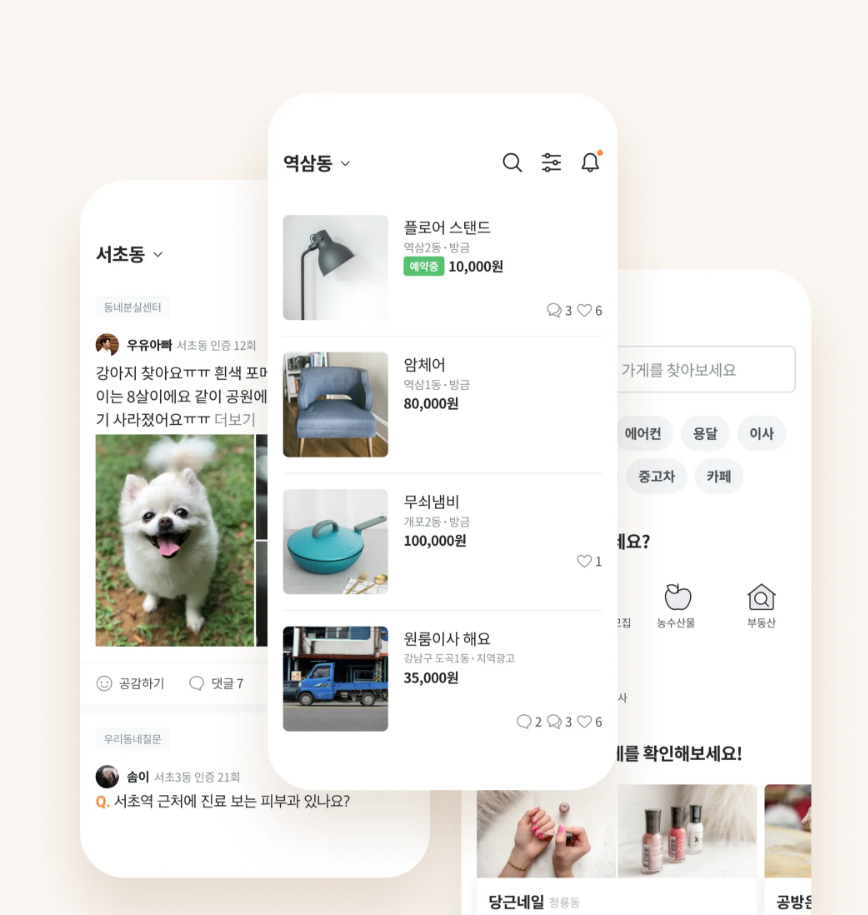 서초동
동네분실센터
우유아빠 서초동 인증 12회
강아지 찾아요ㅠㅠ 흰색
이는 8살이에요 같이 공원에
기 사라졌어요ㅠㅠ 더보기
공감하기 댓글 7
우리동네질문
솜이 서초3동 인증 21회
Q. 서초역 근처에 진료 보는 피부과 있나요?
역삼동
플로어 스탠드
역삼2동 · 방금
예약중 10,000원
3 6
암체어
역삼1동 · 방금
80,000원
무쇠냄비
개포2동 · 방금
100,000원
1
원룸이사 해요
강남구 도곡1동 · 지역광고
35,000원
2 3 6
가게를 찾아보세요
에어컨 용달 이사
중고차 카페
요?
농수산물 부동산
사
를 확인해보세요!
당근네일 청룡동
공방